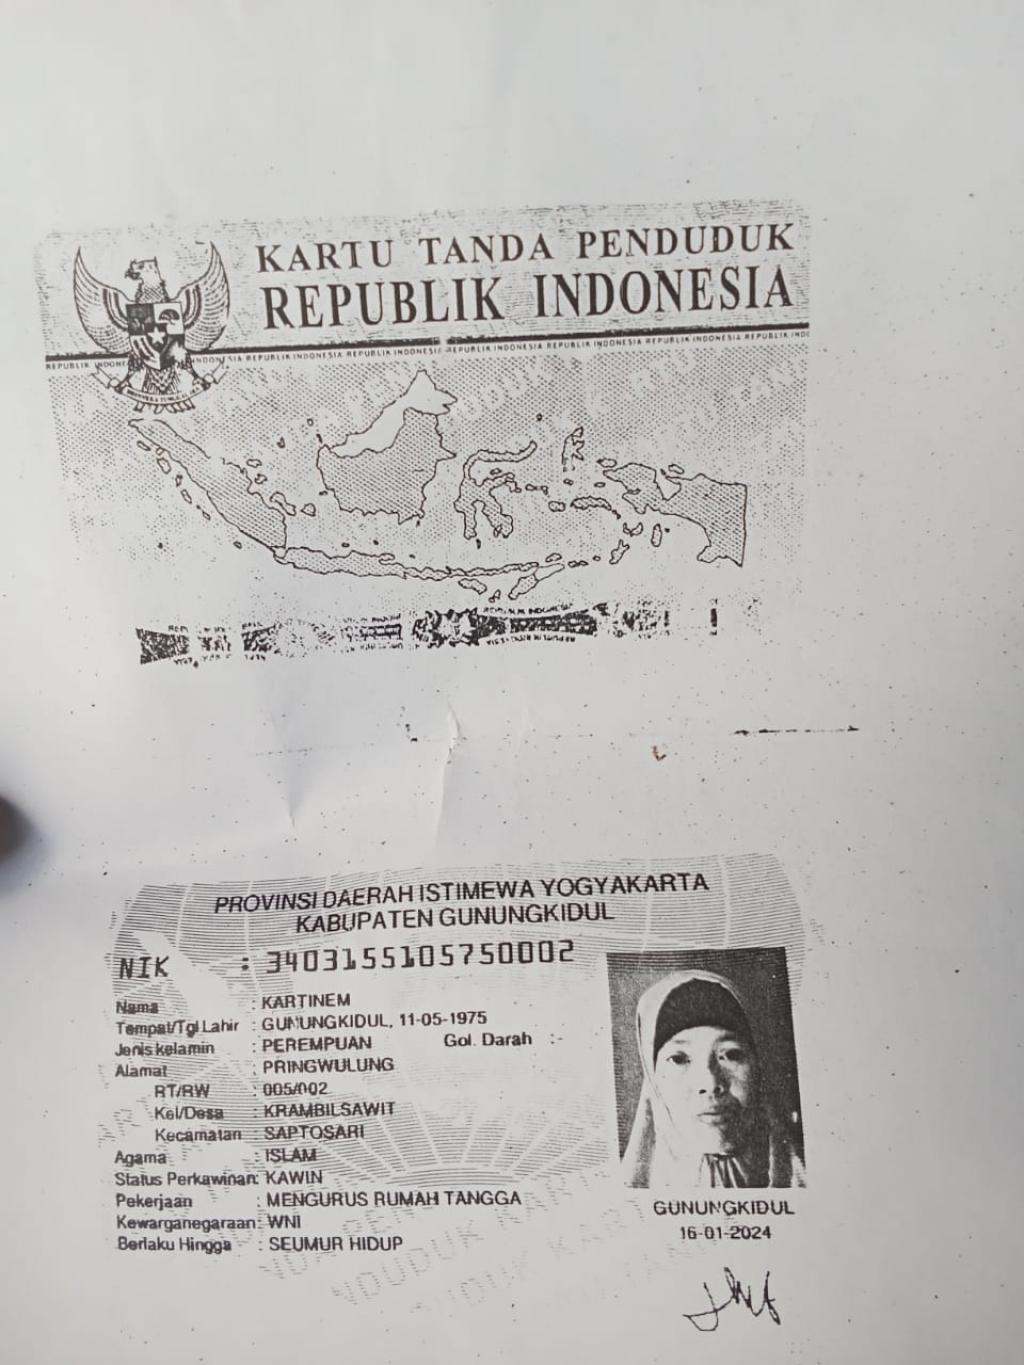 KARTU TANDA PENDUDUK
REPUBLIK INDONESIA
REPUBLIK INDONESIA REPUBLIK INDONESIA REPUBLIK INDONESIA REPUBLIK INDONESIA REPUBLIK INDONESIA
PROVINSI DAERAH ISTIMEWA YOGYAKARTA
KABUPATEN GUNUNGKIDUL
NIK : 3403155105750002
Nama : KARTINEM
Tempat/Tgl Lahir : GUNUNGKIDUL, 11-05-1975
Jenis kelamin : PEREMPUAN Gol. Darah :-
Alamat : PRINGWULUNG
RT/RW : 005/002
Kel/Desa : KRAMBILSAWIT
Kecamatan : SAPTOSARI
Agama : ISLAM
Status Perkawinan: KAWIN
Pekerjaan : MENGURUS RUMAH TANGGA
Kewarganegaraan: WNI
Berlaku Hingga : SEUMUR HIDUP
GUNUNGKIDUL
16-01-2024